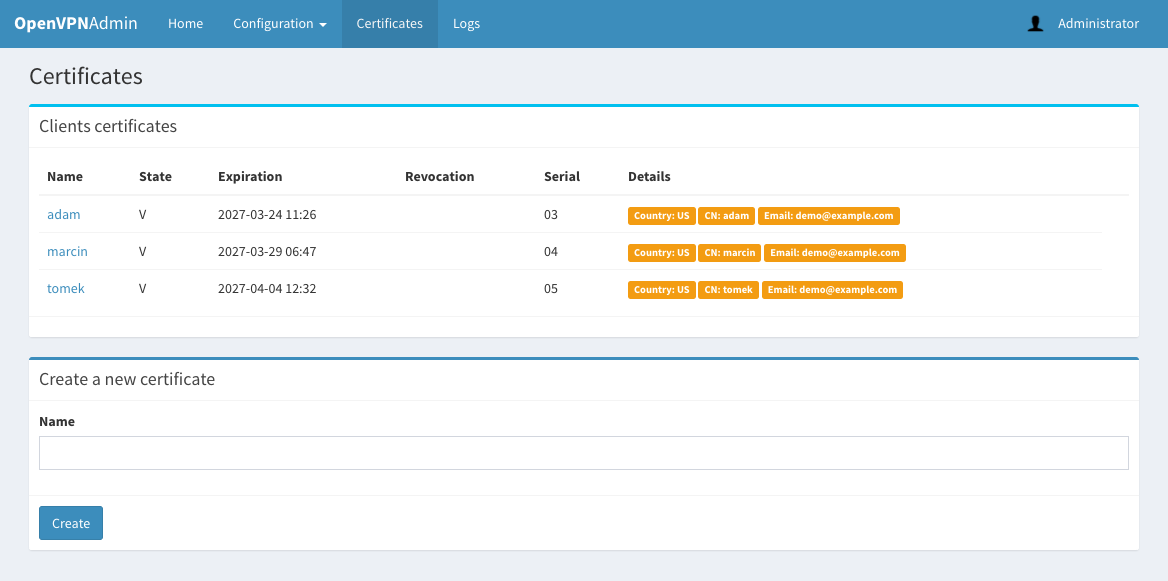 OpenVPNAdmin Home Configuration Certificates Logs Administrator
Certificates
Clients certificates
Name State Expiration Revocation Serial Details
adam V 2027-03-24 11:26 03 Country: US CN: adam Email: demo@example.com
marcin V 2027-03-29 06:47 04 Country: US CN: marcin Email: demo@example.com
tomek V 2027-04-04 12:32 05 Country: US CN: tomek Email: demo@example.com
Create a new certificate
Name
Create